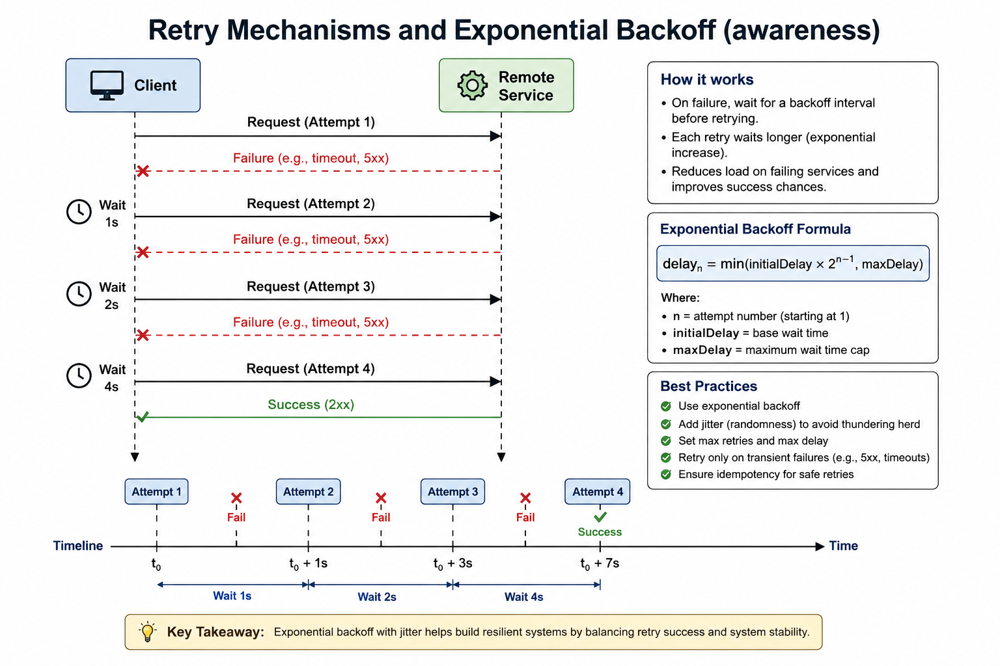 Retry Mechanisms and Exponential Backoff (awareness)
Client
Remote
Service
Request (Attempt 1)
Failure (e.g., timeout, 5xx)
Wait
1s
Request (Attempt 2)
Failure (e.g., timeout, 5xx)
Wait
2s
Request (Attempt 3)
Failure (e.g., timeout, 5xx)
Wait
4s
Request (Attempt 4)
Success (2xx)
How it works
• On failure, wait for a backoff interval
before retrying.
• Each retry waits longer (exponential
increase).
• Reduces load on failing services and
improves success chances.
Exponential Backoff Formula
delayₙ = min(initialDelay × 2ⁿ⁻¹, maxDelay)
Where:
• n = attempt number (starting at 1)
• initialDelay = base wait time
• maxDelay = maximum wait time cap
Best Practices
Use exponential backoff
Add jitter (randomness) to avoid thundering herd
Set max retries and max delay
Retry only on transient failures (e.g., 5xx, timeouts)
Ensure idempotency for safe retries
Attempt 1
Attempt 2
Attempt 3
Attempt 4
Fail
Fail
Fail
Success
Timeline
Time
t₀
t₀ + 1s
t₀ + 3s
t₀ + 7s
Wait 1s
Wait 2s
Wait 4s
Key Takeaway: Exponential backoff with jitter helps build resilient systems by balancing retry success and system stability.